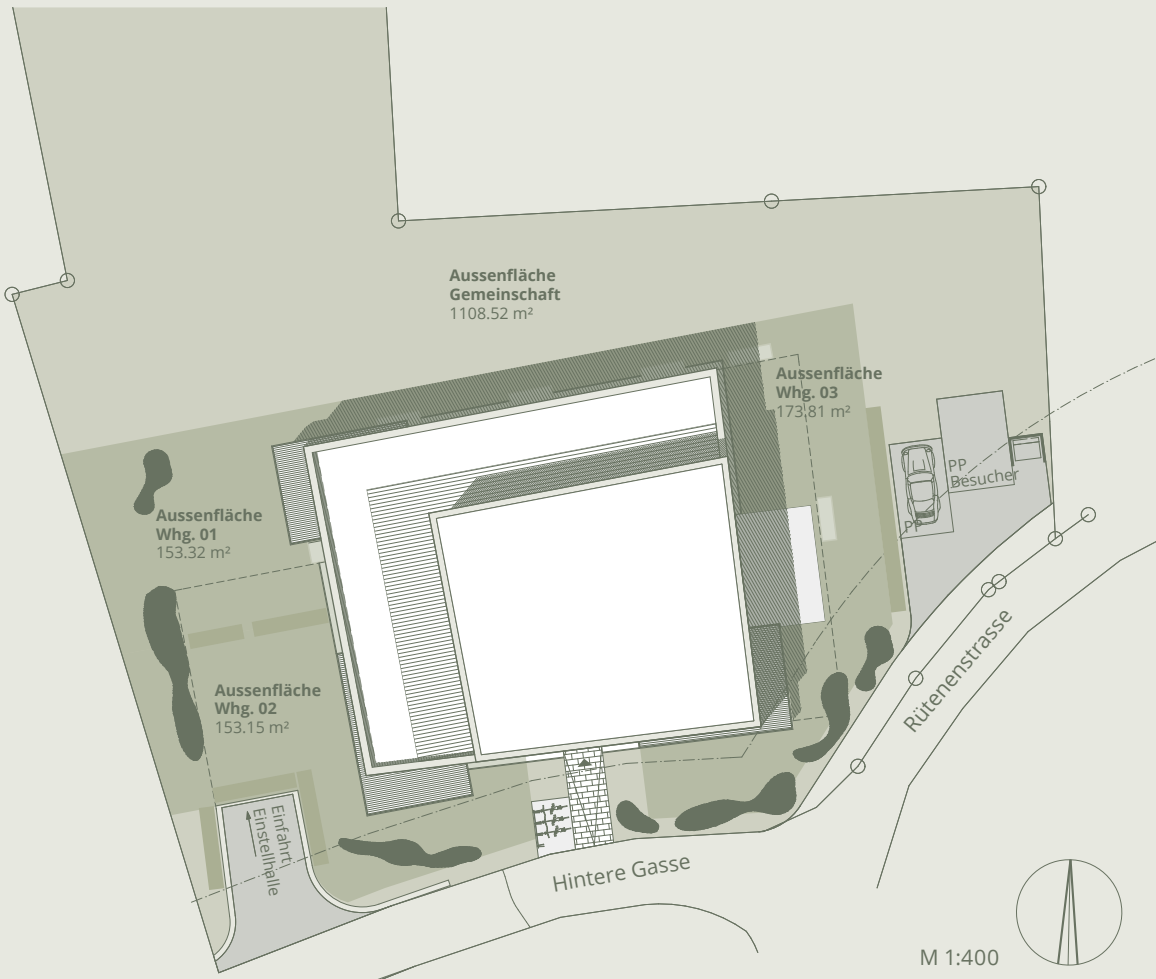 Aussenfläche
Gemeinschaft
1108.52 m²
Aussenfläche
Whg. 03
173.81 m²
PP
Besucher
PP
Aussenfläche
Whg. 01
153.32 m²
Aussenfläche
Whg. 02
153.15 m²
Einfahrt
Einstellhalle
Rütenenstrasse
Hintere Gasse
M 1:400